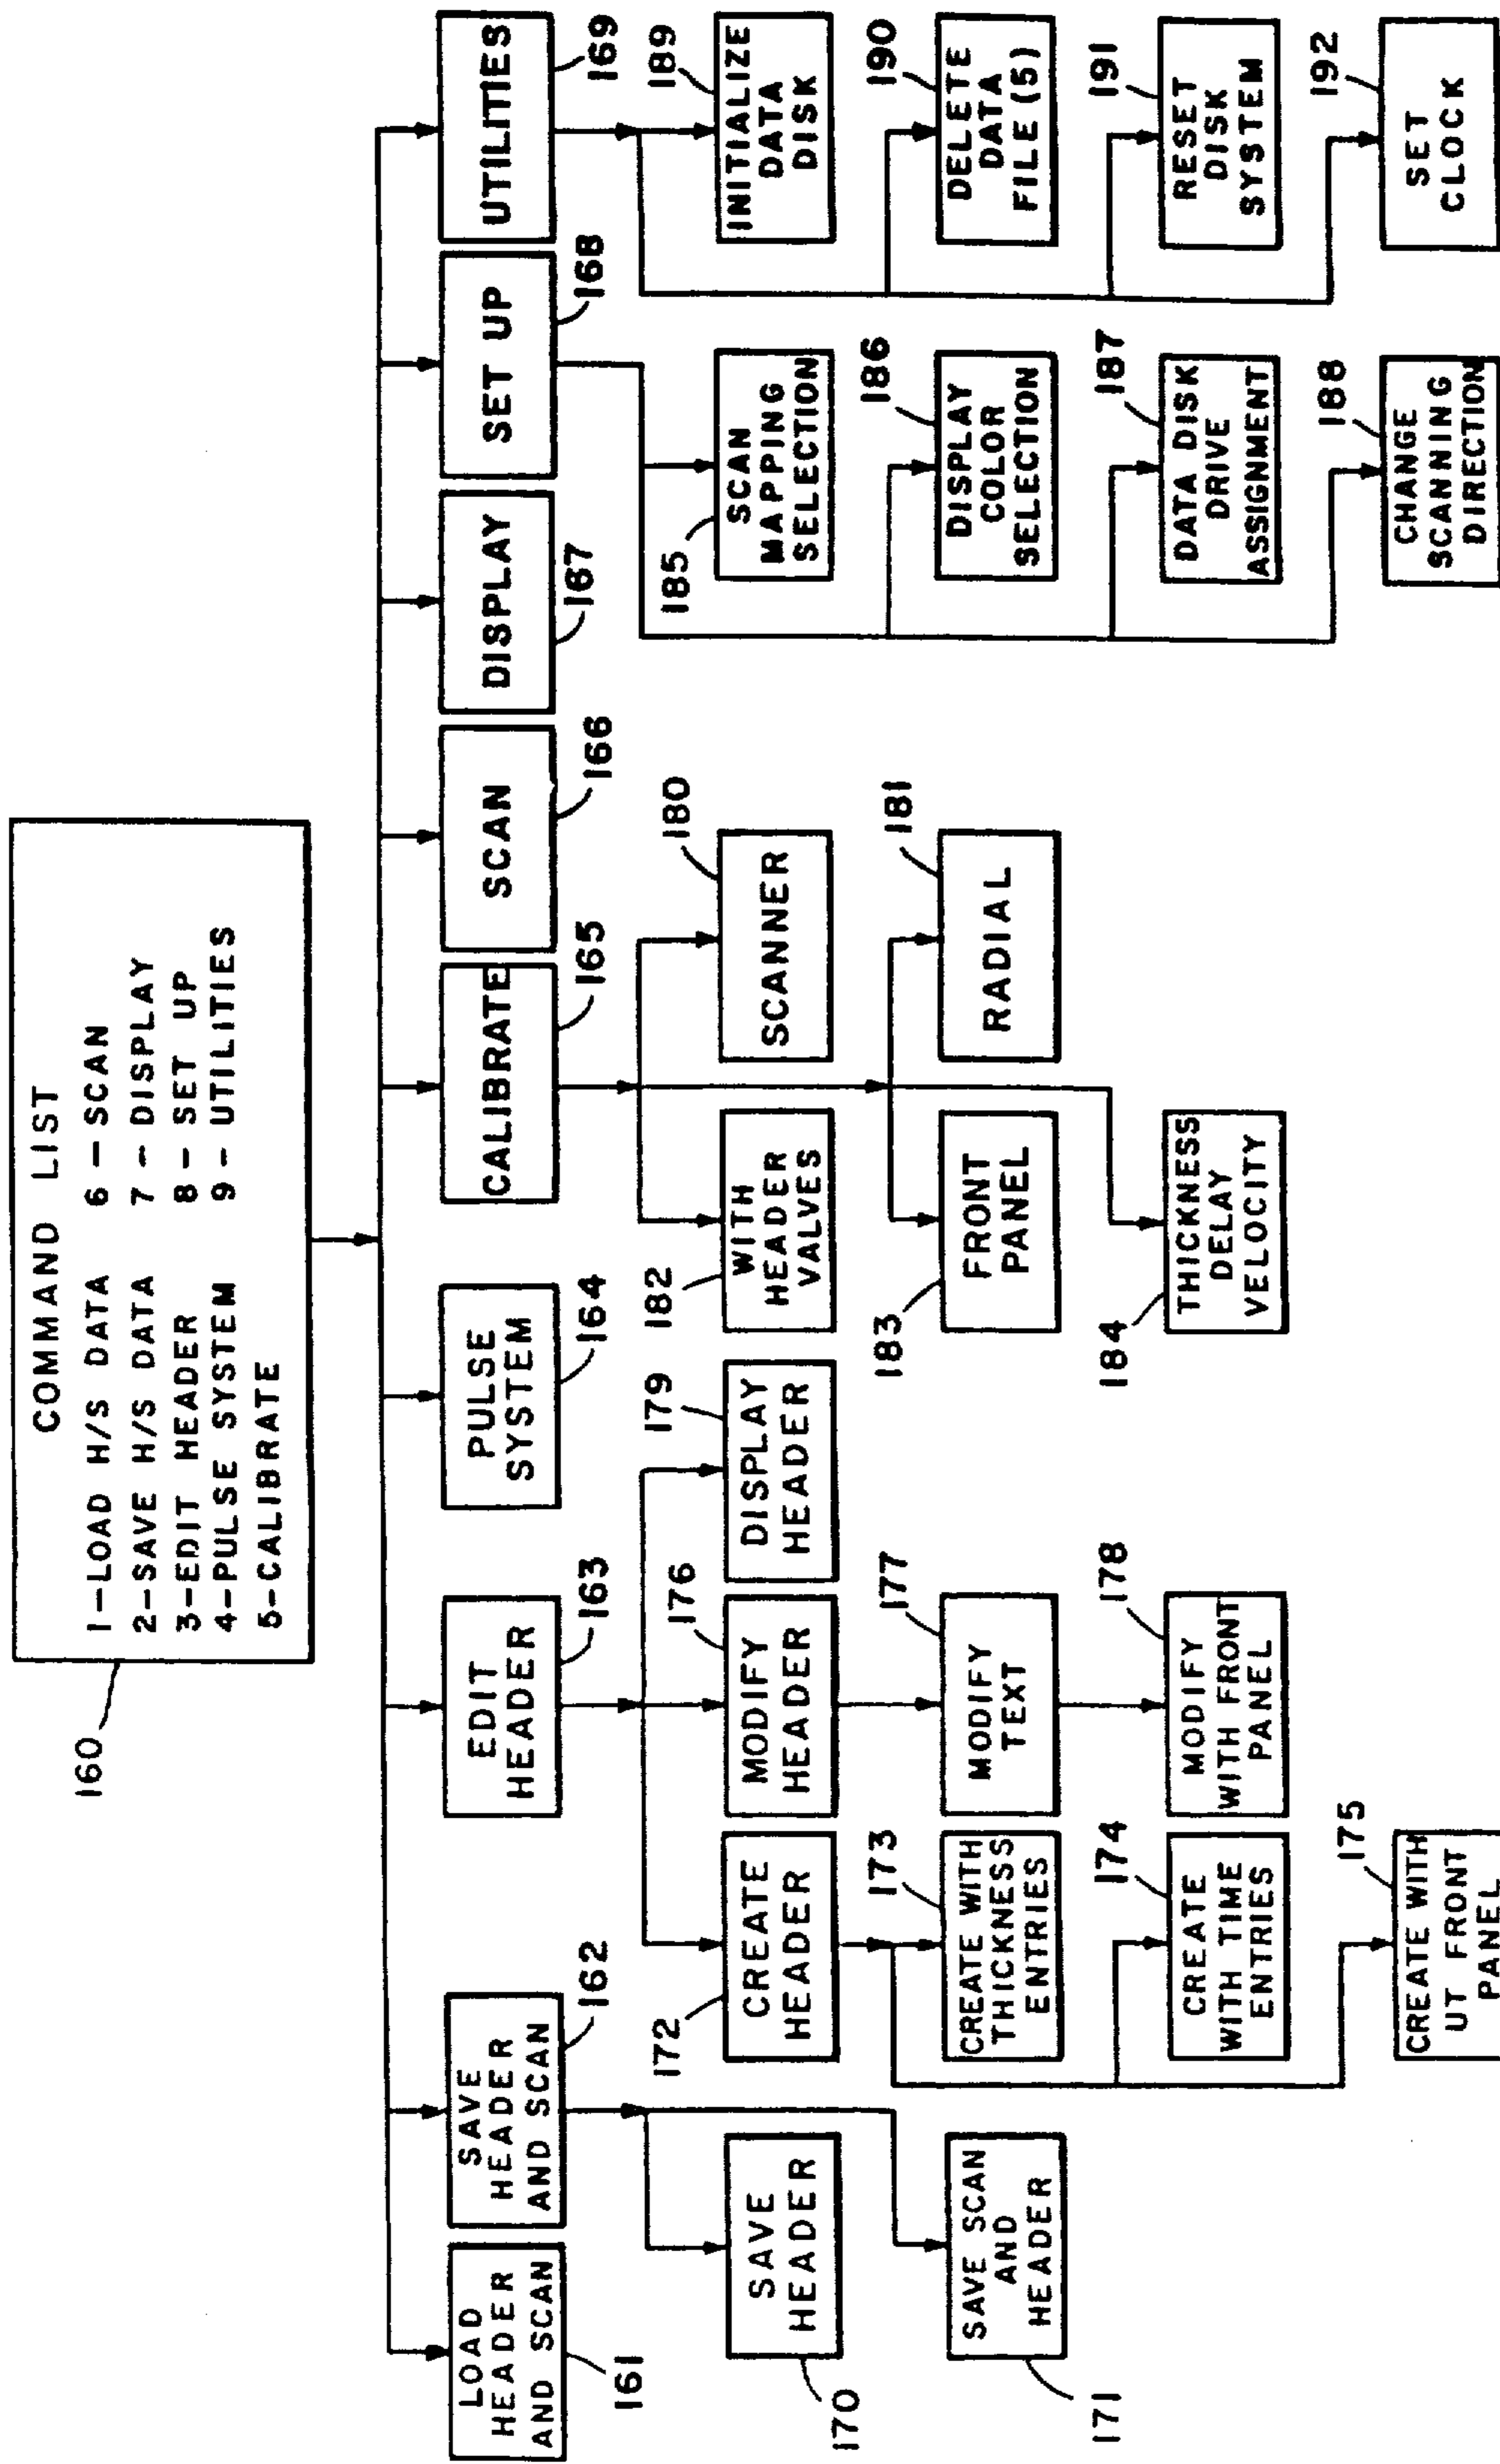 COMMAND LIST
1-LOAD H/S DATA 6-SCAN
2-SAVE H/S DATA 7-DISPLAY
3-EDIT HEADER 8-SET UP
4-PULSE SYSTEM 9-UTILITIES
5-CALIBRATE
160
LOAD
HEADER
AND SCAN
161
SAVE
HEADER
AND SCAN
162
EDIT
HEADER
163
PULSE
SYSTEM
164
CALIBRATE
165
SCAN
166
DISPLAY
167
SET UP
168
UTILITIES
169
SAVE
HEADER
170
SAVE SCAN
AND
HEADER
171
CREATE
HEADER
172
CREATE WITH
THICKNESS
ENTRIES
173
CREATE
WITH TIME
ENTRIES
174
CREATE WITH
UT FRONT
PANEL
175
MODIFY
HEADER
176
MODIFY
TEXT
177
MODIFY
WITH FRONT
PANEL
178
DISPLAY
HEADER
179
WITH
HEADER
VALVES
182
SCANNER
180
FRONT
PANEL
183
RADIAL
181
THICKNESS
DELAY
VELOCITY
184
SCAN
MAPPING
SELECTION
185
DISPLAY
COLOR
SELECTION
186
DATA DISK
DRIVE
ASSIGNMENT
187
CHANGE
SCANNING
DIRECTION
188
INITIALIZE
DATA
DISK
189
DELETE
DATA
FILE (5)
190
RESET
DISK
SYSTEM
191
SET
CLOCK
192